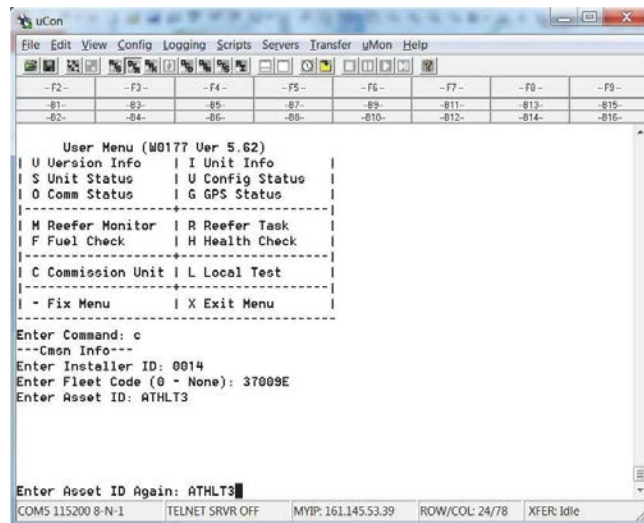 uCon
File Edit View Config Logging Scripts Servers Transfer uMon Help
-F2- -F3- -F4- -F5- -F6- -F7- -F8- -F9-
-B1- -B3- -B5- -B7- -B9- -B11- -B13- -B15-
-B2- -B4- -B6- -B8- -B10- -B12- -B14- -B16-
User Menu (W0177 Ver 5.62)
| V Version Info | I Unit Info |
| S Unit Status | U Config Status |
| O Comm Status | G GPS Status |
|------------------+------------------|
| M Reefer Monitor | R Reefer Task |
| F Fuel Check | H Health Check |
|------------------+------------------|
| C Commission Unit | L Local Test |
|------------------+------------------|
| - Fix Menu | X Exit Menu |
--------------------------------------
Enter Command: c
---Cmsn Info---
Enter Installer ID: 0014
Enter Fleet Code (0 - None): 37009E
Enter Asset ID: ATHLT3
Enter Asset ID Again: ATHLT3
COM5 115200 8-N-1 TELNET SRVR OFF MYIP: 161.145.53.39 ROW/COL: 24/78 XFER: Idle